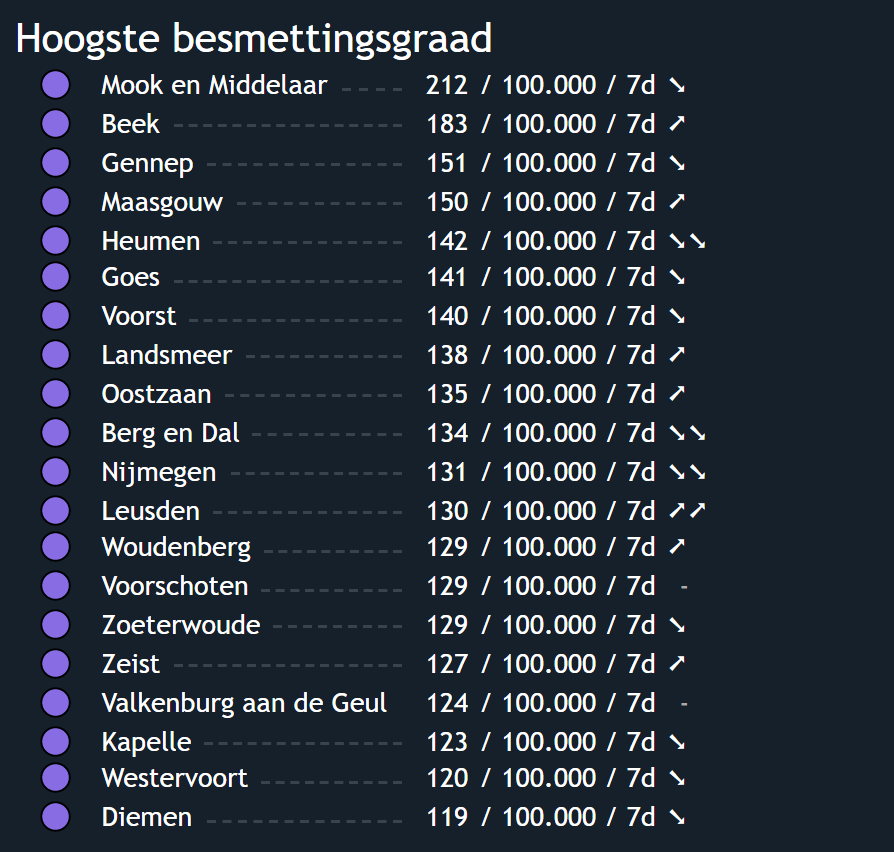 Hoogste besmettingsgraad
Mook en Middelaar 212 / 100.000 / 7d ➘
Beek 183 / 100.000 / 7d ➚
Gennep 151 / 100.000 / 7d ➘
Maasgouw 150 / 100.000 / 7d ➚
Heumen 142 / 100.000 / 7d ➘➘
Goes 141 / 100.000 / 7d ➘
Voorst 140 / 100.000 / 7d ➘
Landsmeer 138 / 100.000 / 7d ➚
Oostzaan 135 / 100.000 / 7d ➚
Berg en Dal 134 / 100.000 / 7d ➘➘
Nijmegen 131 / 100.000 / 7d ➘➘
Leusden 130 / 100.000 / 7d ➚➚
Woudenberg 129 / 100.000 / 7d ➚
Voorschoten 129 / 100.000 / 7d -
Zoeterwoude 129 / 100.000 / 7d ➘
Zeist 127 / 100.000 / 7d ➚
Valkenburg aan de Geul 124 / 100.000 / 7d -
Kapelle 123 / 100.000 / 7d ➘
Westervoort 120 / 100.000 / 7d ➘
Diemen 119 / 100.000 / 7d ➘